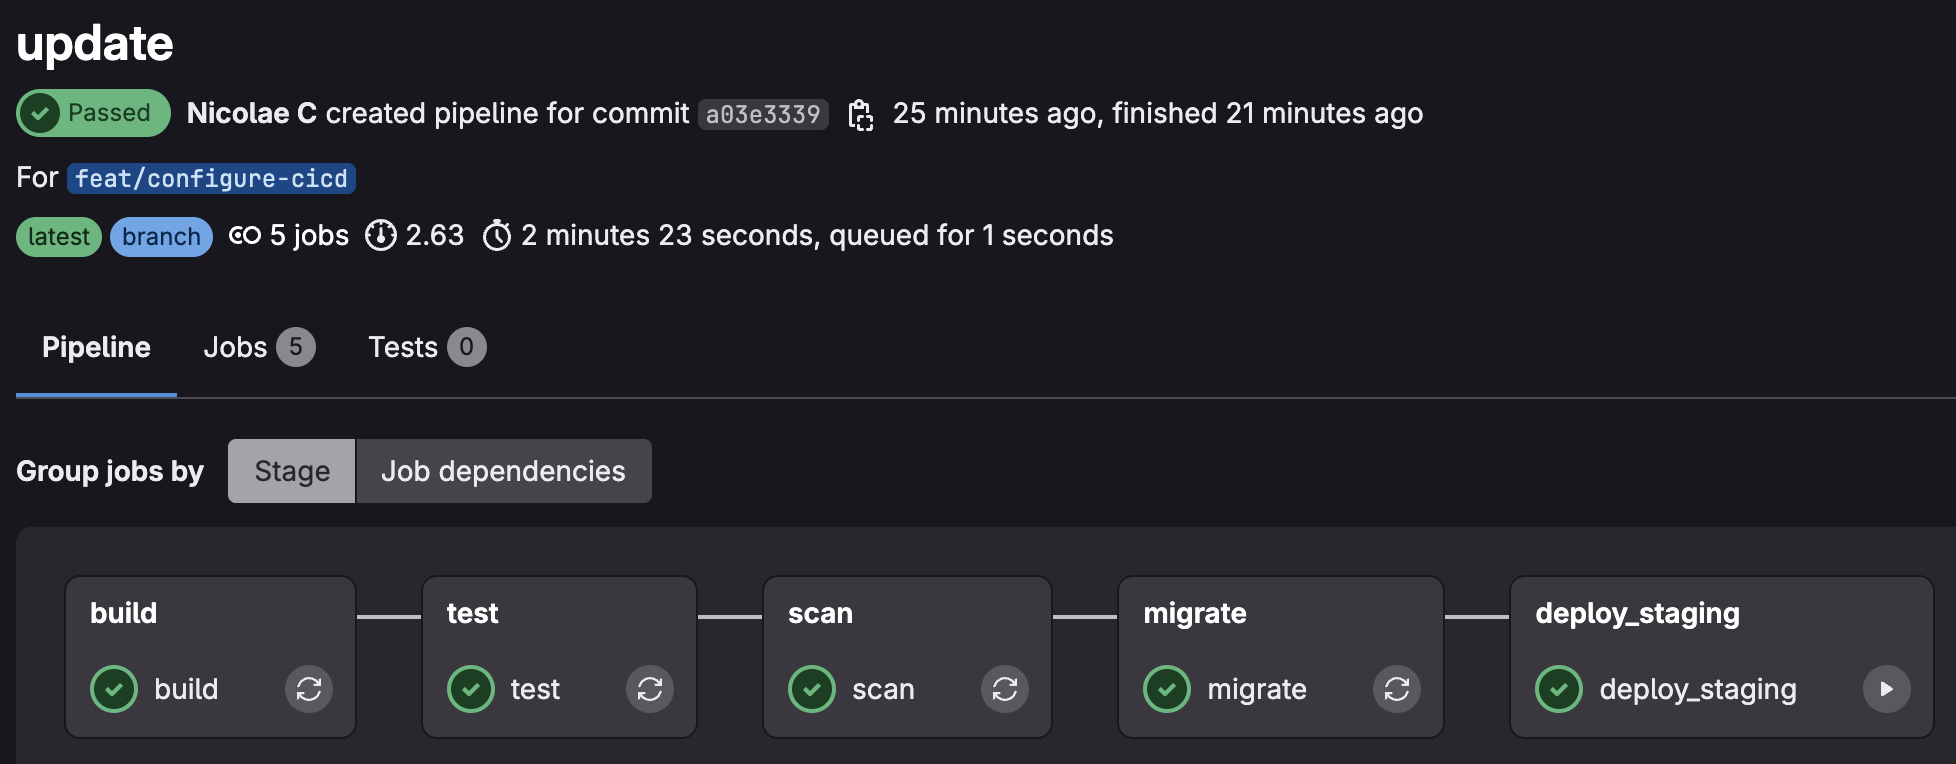 update
Passed Nicolae C created pipeline for commit a03e3339 25 minutes ago, finished 21 minutes ago
For feat/configure-cicd
latest branch 5 jobs 2.63 2 minutes 23 seconds, queued for 1 seconds
Pipeline Jobs 5 Tests 0
Group jobs by Stage Job dependencies
build test scan migrate deploy_staging
build test scan migrate deploy_staging